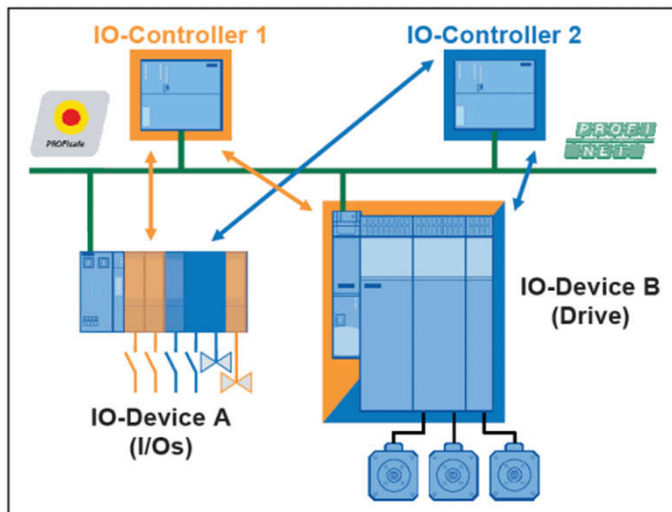 IO-Controller 1
IO-Controller 2
PROFIsafe
PROFI
NET
IO-Device B
(Drive)
IO-Device A
(I/Os)